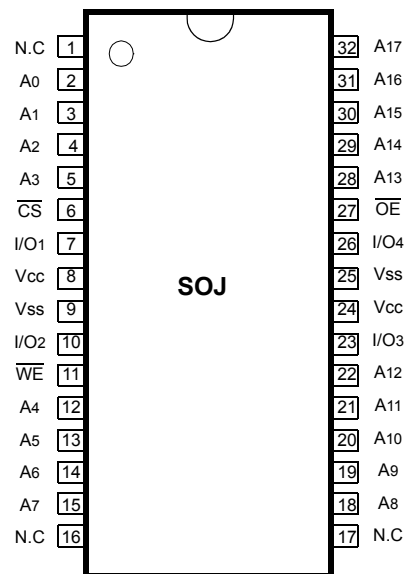 N.C 1 32 A17
A0 2 31 A16
A1 3 30 A15
A2 4 29 A14
A3 5 28 A13
C̅S̅ 6 27 O̅E̅
I/O1 7 26 I/O4
Vcc 8 25 Vss
SOJ
Vss 9 24 Vcc
I/O2 10 23 I/O3
W̅E̅ 11 22 A12
A4 12 21 A11
A5 13 20 A10
A6 14 19 A9
A7 15 18 A8
N.C 16 17 N.C